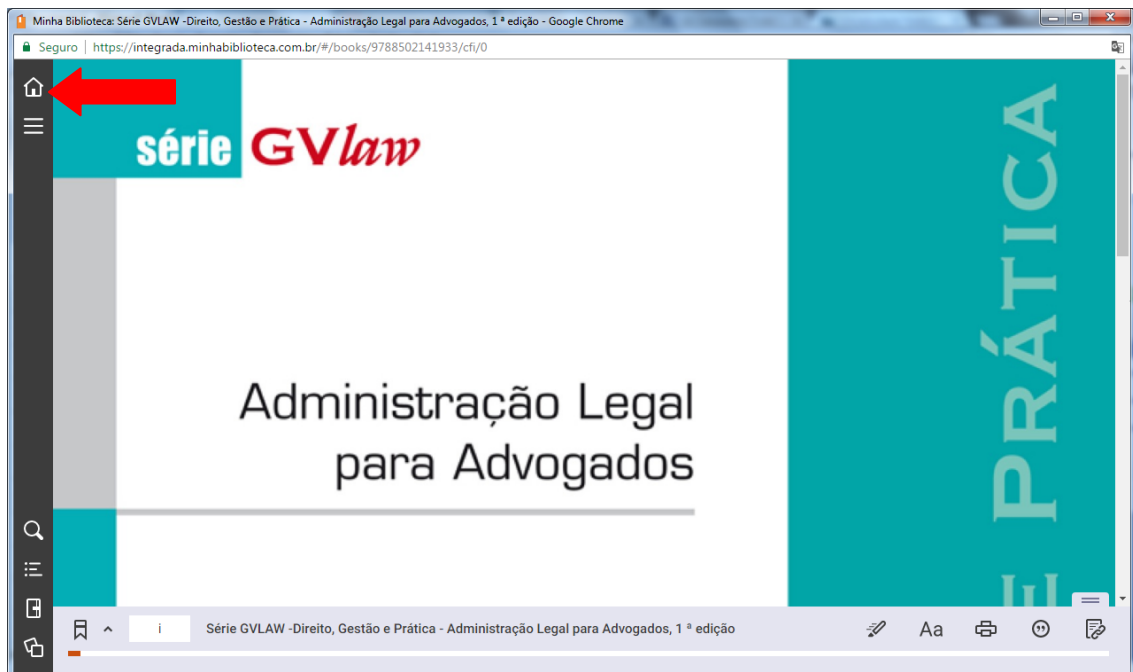 Minha Biblioteca: Série GVLAW -Direito, Gestão e Prática - Administração Legal para Advogados, 1 ª edição - Google Chrome
Seguro | https://integrada.minhabiblioteca.com.br/#/books/9788502141933/cfi/0
série GVlaw
E PRÁTICA
Administração Legal
para Advogados
i
Série GVLAW -Direito, Gestão e Prática - Administração Legal para Advogados, 1 ª edição
Aa